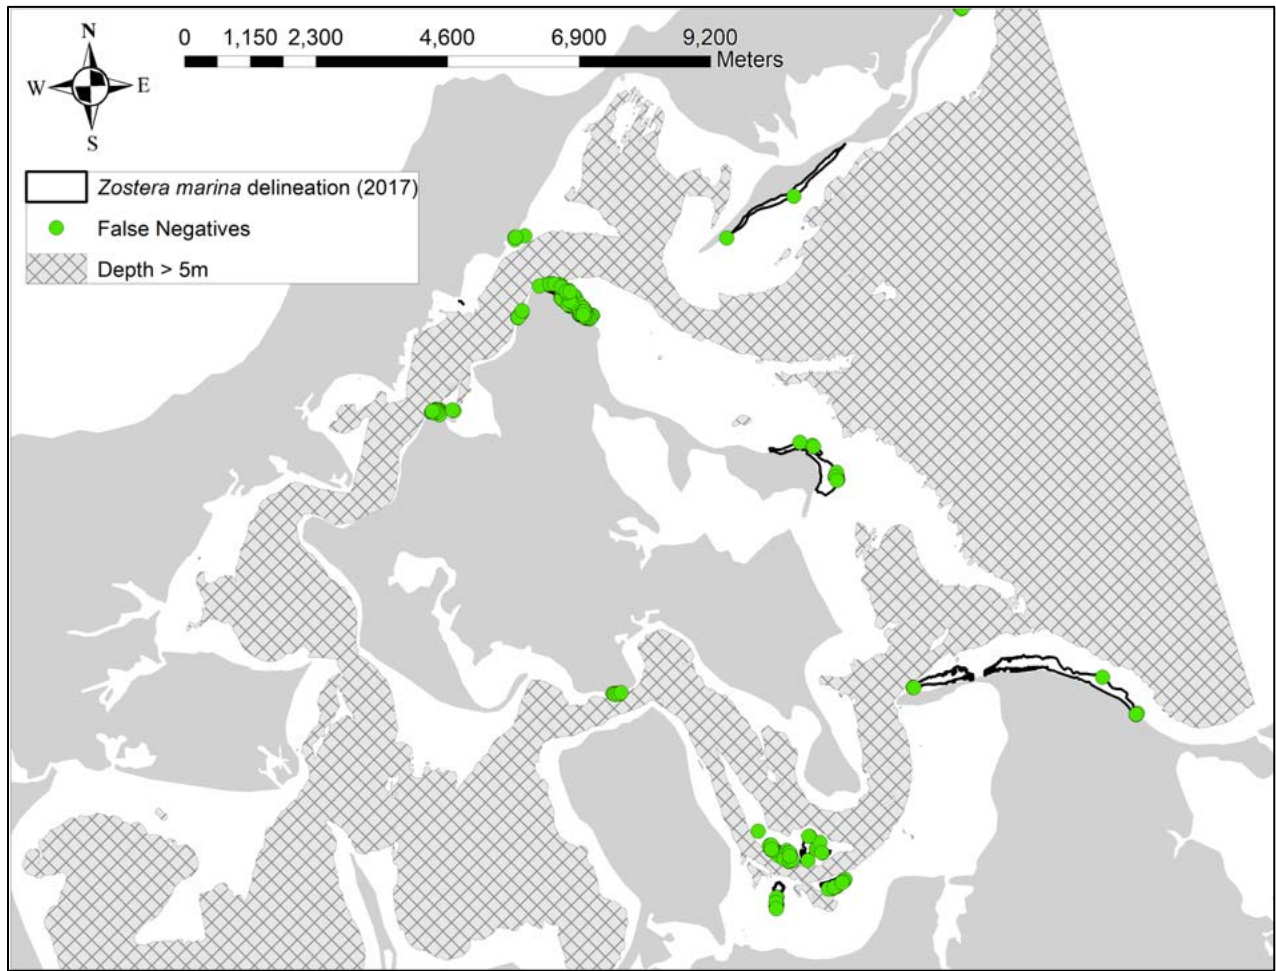 N
W E
S
0 1,150 2,300 4,600 6,900 9,200
Meters
Zostera marina delineation (2017)
False Negatives
Depth > 5m